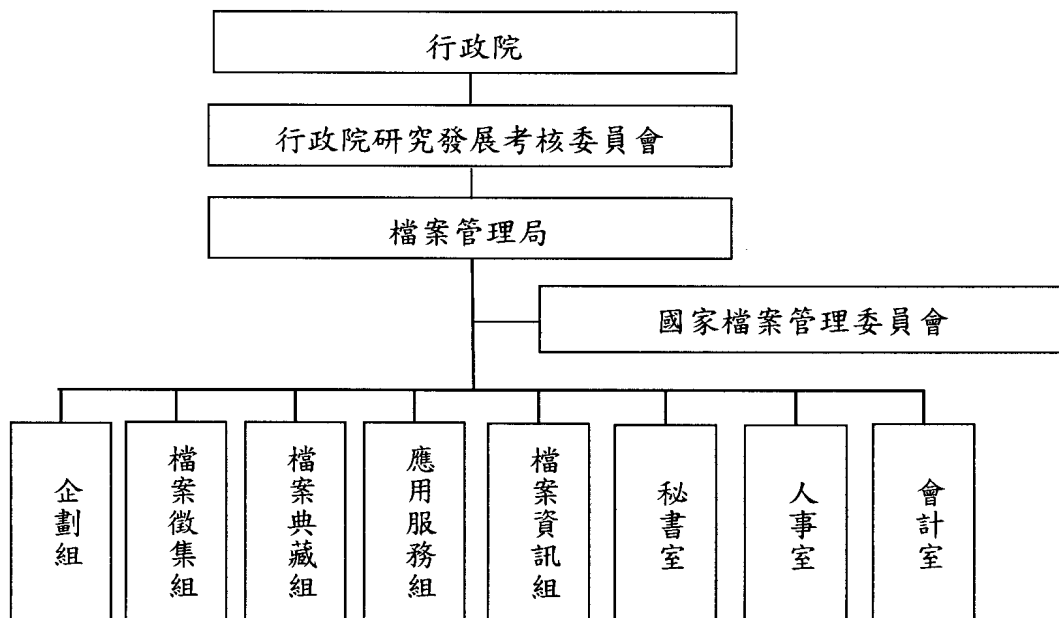 行政院
行政院研究發展考核委員會
檔案管理局
國家檔案管理委員會
企劃組
檔案徵集組
檔案典藏組
應用服務組
檔案資訊組
秘書室
人事室
會計室